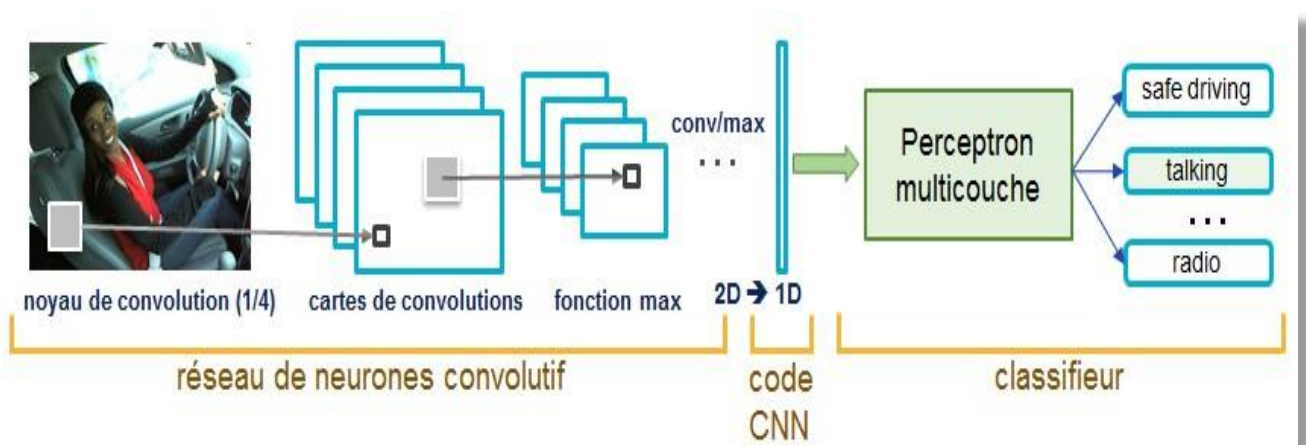 noyau de convolution (1/4)
cartes de convolutions
fonction max
conv/max
...
2D ➔ 1D
Perceptron
multicouche
safe driving
talking
...
radio
réseau de neurones convolutif
code
CNN
classifieur